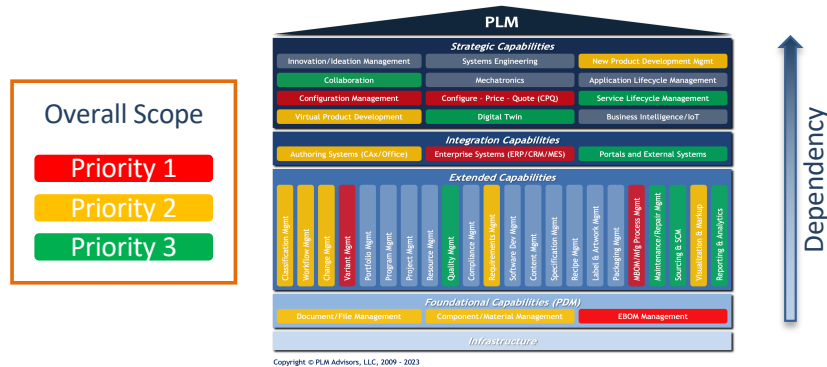 PLM
Strategic Capabilities
Innovation/Ideation Management
Systems Engineering
New Product Development Mgmt
Collaboration
Mechatronics
Application Lifecycle Management
Configuration Management
Configure - Price - Quote (CPQ)
Service Lifecycle Management
Virtual Product Development
Digital Twin
Business Intelligence/IoT
Integration Capabilities
Authoring Systems (CAx/Office)
Enterprise Systems (ERP/CRM/MES)
Portals and External Systems
Extended Capabilities
Classification Mgmt
Workflow Mgmt
Change Mgmt
Variant Mgmt
Portfolio Mgmt
Program Mgmt
Project Mgmt
Resource Mgmt
Quality Mgmt
Compliance Mgmt
Requirements Mgmt
Software Dev Mgmt
Content Mgmt
Specification Mgmt
Recipe Mgmt
Label & Artwork Mgmt
Packaging Mgmt
MBOM/Mfg Process Mgmt
Maintenance/Repair Mgmt
Sourcing & SCM
Visualization & Markup
Reporting & Analytics
Foundational Capabilities (PDM)
Document/File Management
Component/Material Management
EBOM Management
Infrastructure
Copyright © PLM Advisors, LLC, 2009 - 2023
Overall Scope
Priority 1
Priority 2
Priority 3
Dependency